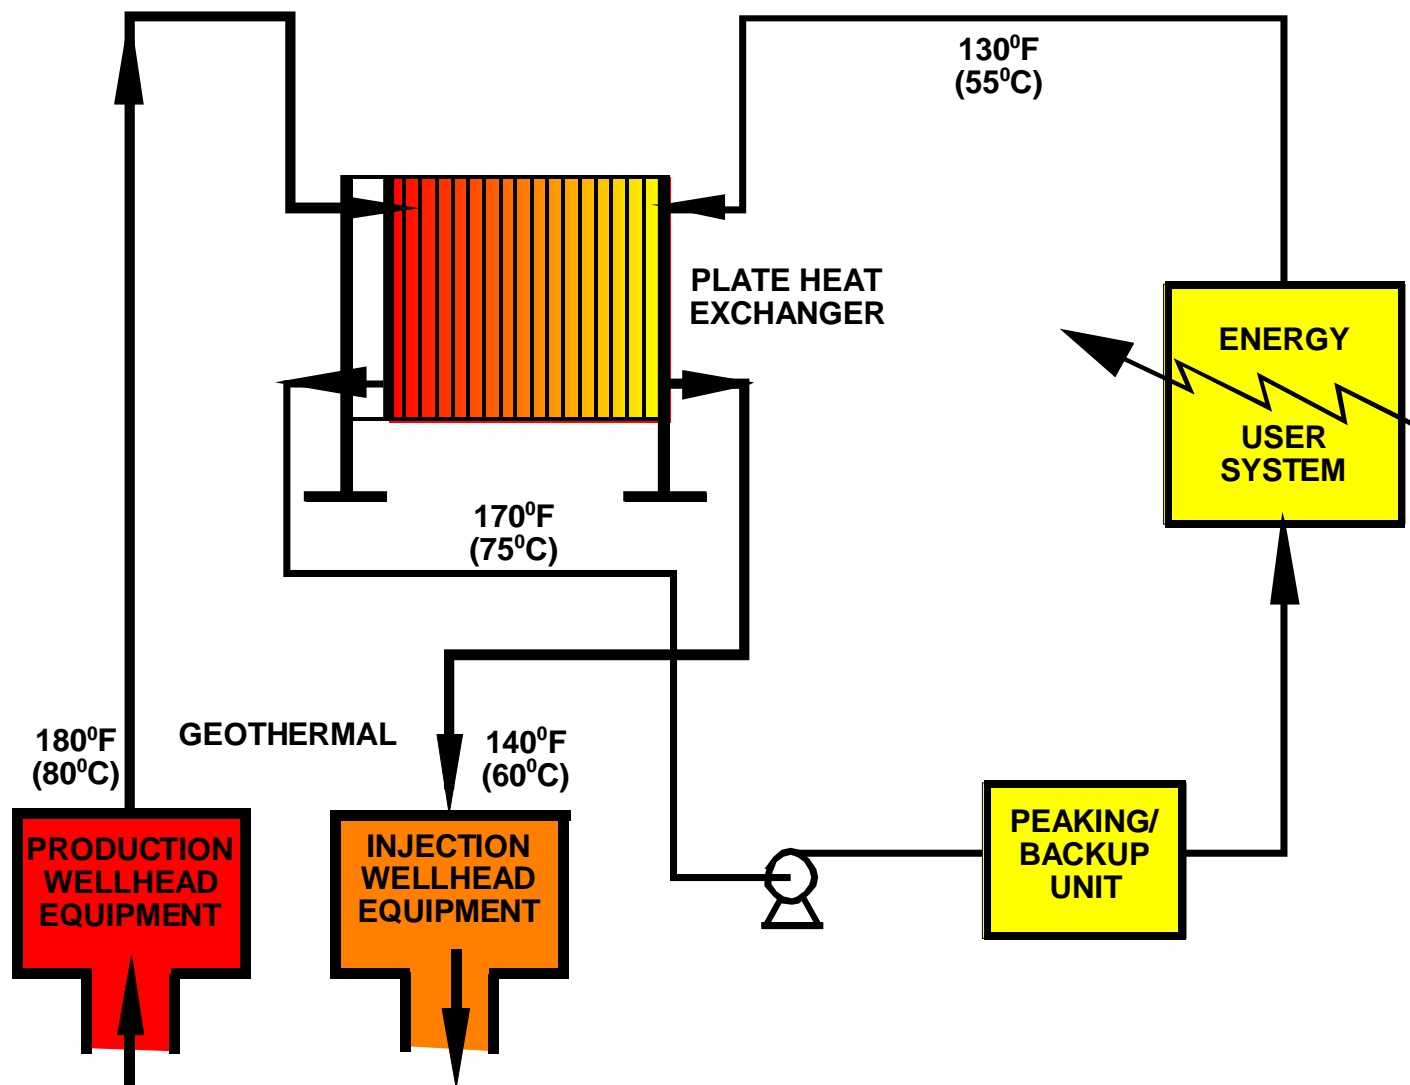 130⁰F
(55⁰C)
PLATE HEAT
EXCHANGER
ENERGY
USER
SYSTEM
170⁰F
(75⁰C)
180⁰F
(80⁰C)
GEOTHERMAL
140⁰F
(60⁰C)
PRODUCTION
WELLHEAD
EQUIPMENT
INJECTION
WELLHEAD
EQUIPMENT
PEAKING/
BACKUP
UNIT